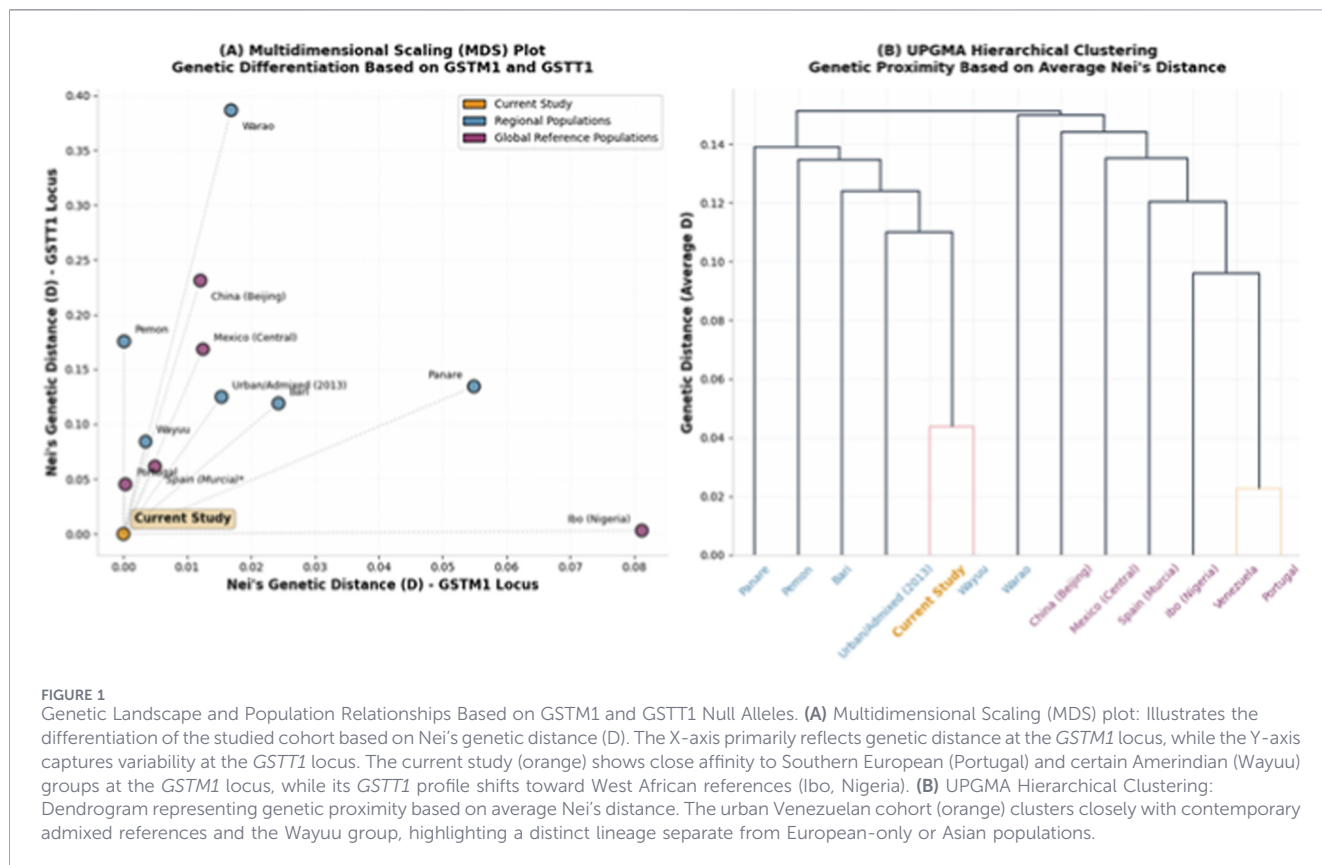 (A) Multidimensional Scaling (MDS) Plot
Genetic Differentiation Based on GSTM1 and GSTT1
Nei's Genetic Distance (D) - GSTT1 Locus
0.40
0.35
0.30
0.25
0.20
0.15
0.10
0.05
0.00
Current Study
Regional Populations
Global Reference Populations
Warao
China (Beijing)
Pemon
Mexico (Central)
Urban/Admixed (2013)
Bari
Panare
Wayuu
Portugal
Spain (Murcia)*
Current Study
Ibo (Nigeria)
0.00 0.01 0.02 0.03 0.04 0.05 0.06 0.07 0.08
Nei's Genetic Distance (D) - GSTM1 Locus
(B) UPGMA Hierarchical Clustering
Genetic Proximity Based on Average Nei's Distance
Genetic Distance (Average D)
0.14
0.12
0.10
0.08
0.06
0.04
0.02
0.00
Panare
Pemon
Bari
Urban/Admixed (2013)
Current Study
Wayuu
Warao
China (Beijing)
Mexico (Central)
Spain (Murcia)
Ibo (Nigeria)
Venezuela
Portugal
FIGURE 1
Genetic Landscape and Population Relationships Based on GSTM1 and GSTT1 Null Alleles. (A) Multidimensional Scaling (MDS) plot: Illustrates the
differentiation of the studied cohort based on Nei's genetic distance (D). The X-axis primarily reflects genetic distance at the GSTM1 locus, while the Y-axis
captures variability at the GSTT1 locus. The current study (orange) shows close affinity to Southern European (Portugal) and certain Amerindian (Wayuu)
groups at the GSTM1 locus, while its GSTT1 profile shifts toward West African references (Ibo, Nigeria). (B) UPGMA Hierarchical Clustering:
Dendrogram representing genetic proximity based on average Nei's distance. The urban Venezuelan cohort (orange) clusters closely with contemporary
admixed references and the Wayuu group, highlighting a distinct lineage separate from European-only or Asian populations.